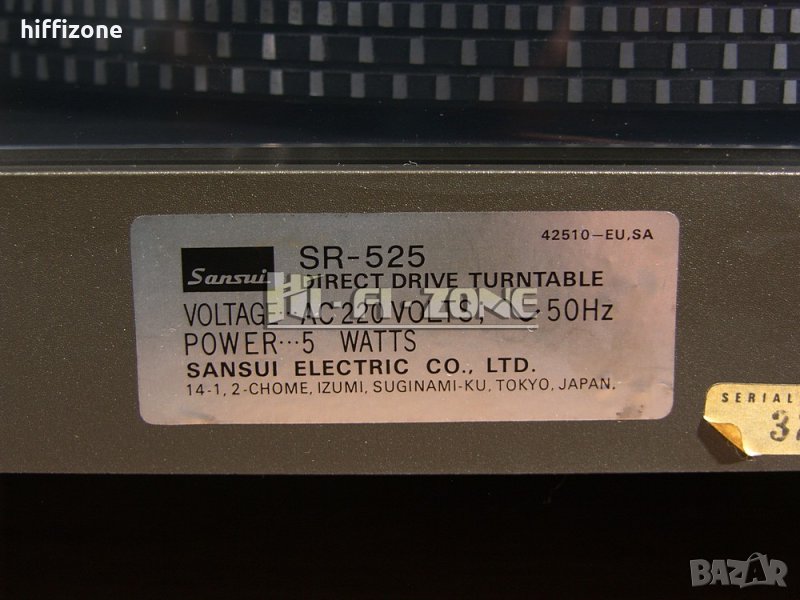 hiffizone
42510-EU,SA
Sansui
SR-525
DIRECT DRIVE TURNTABLE
HI-FI ZONE
VOLTAGE··AC 220 VOLTS, ~ 50Hz
POWER···5 WATTS
SANSUI ELECTRIC CO., LTD.
14-1, 2-CHOME, IZUMI, SUGINAMI-KU, TOKYO, JAPAN.
SERIAL
BAZAR